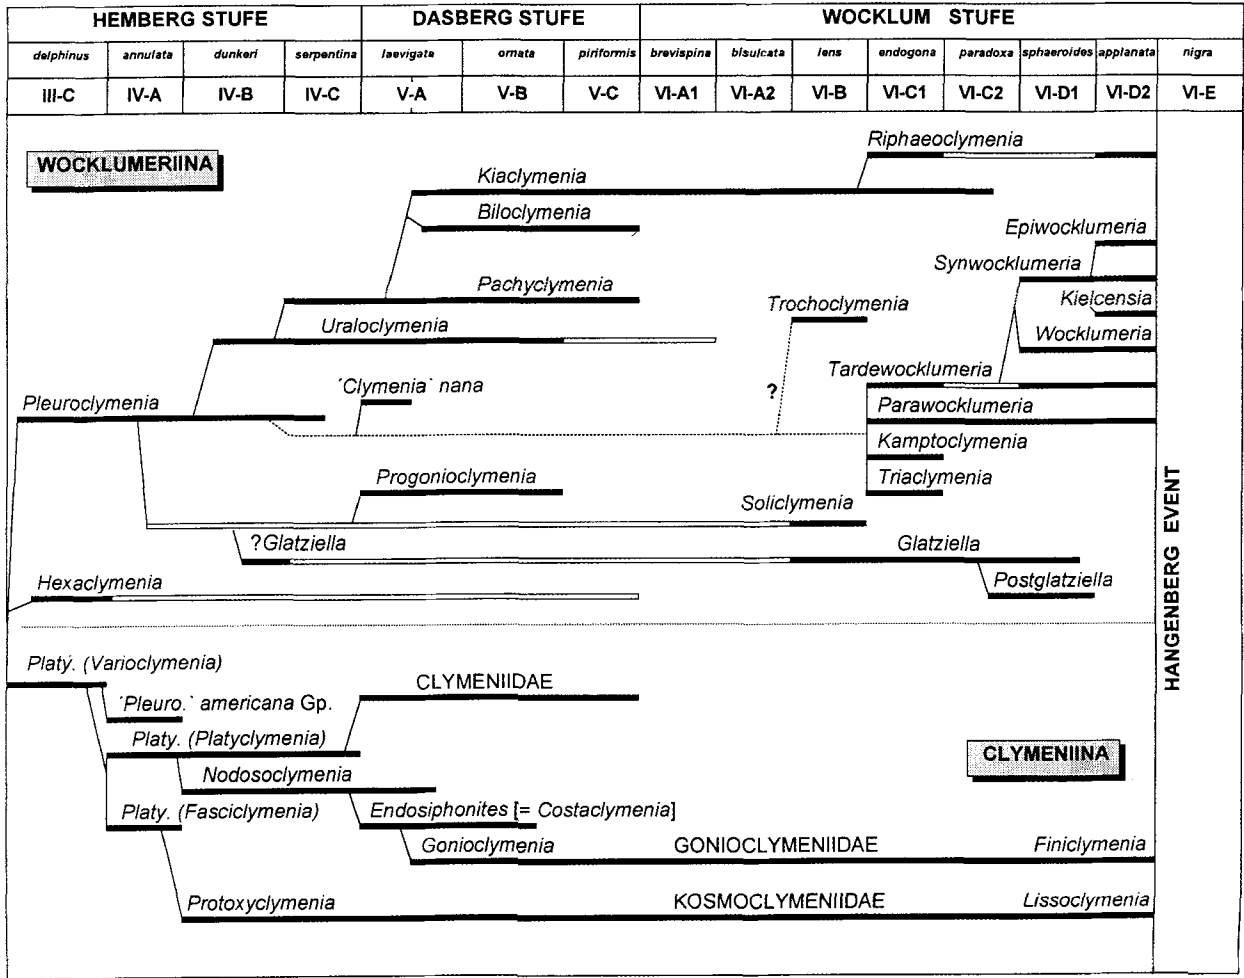 HEMBERG STUFE DASBERG STUFE WOCKLUM STUFE
delphinus annulata dunkeri serpentina laevigata ornata piriformis brevispina bisulcata lens endogona paradoxa sphaeroides applanata nigra
III-C IV-A IV-B IV-C V-A V-B V-C VI-A1 VI-A2 VI-B VI-C1 VI-C2 VI-D1 VI-D2 VI-E
Riphaeoclymenia
WOCKLUMERIINA
Kiaclymenia
Biloclymenia
Epiwocklumeria
Synwocklumeria
Pachyclymenia
Kielcensia
Trochoclymenia
Uraloclymenia
Wocklumeria
Tardewocklumeria
´Clymenia` nana
?
Pleuroclymenia
Parawocklumeria
Kamptoclymenia
Progonioclymenia
Triaclymenia
Soliclymenia
?Glatziella
Glatziella
Hexaclymenia
Postglatziella
HANGENBERG EVENT
Platy. (Varioclymenia)
CLYMENIIDAE
´Pleuro.` americana Gp.
Platy. (Platyclymenia)
CLYMENIINA
Nodosoclymenia
Platy. (Fasciclymenia)
Endosiphonites [= Costaclymenia]
Gonioclymenia GONIOCLYMENIIDAE Finiclymenia
Protoxyclymenia KOSMOCLYMENIIDAE Lissoclymenia